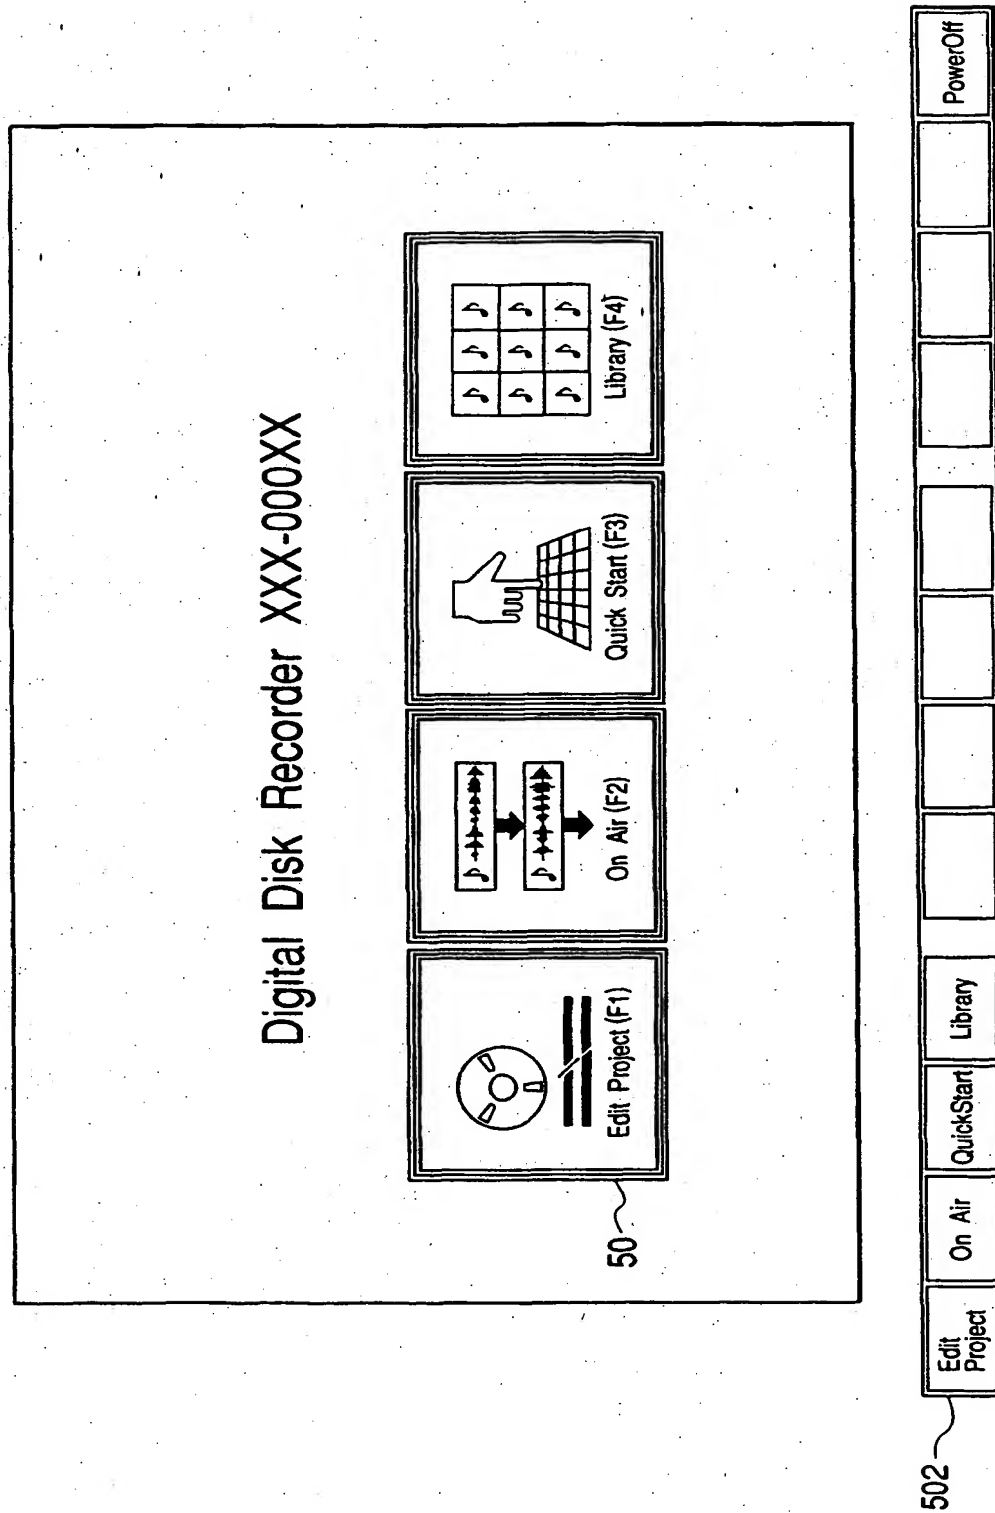 Digital Disk Recorder XXX-000XX
Edit Project (F1)
On Air (F2)
Quick Start (F3)
Library (F4)
50
502
Edit
Project
On Air
QuickStart
Library
PowerOff